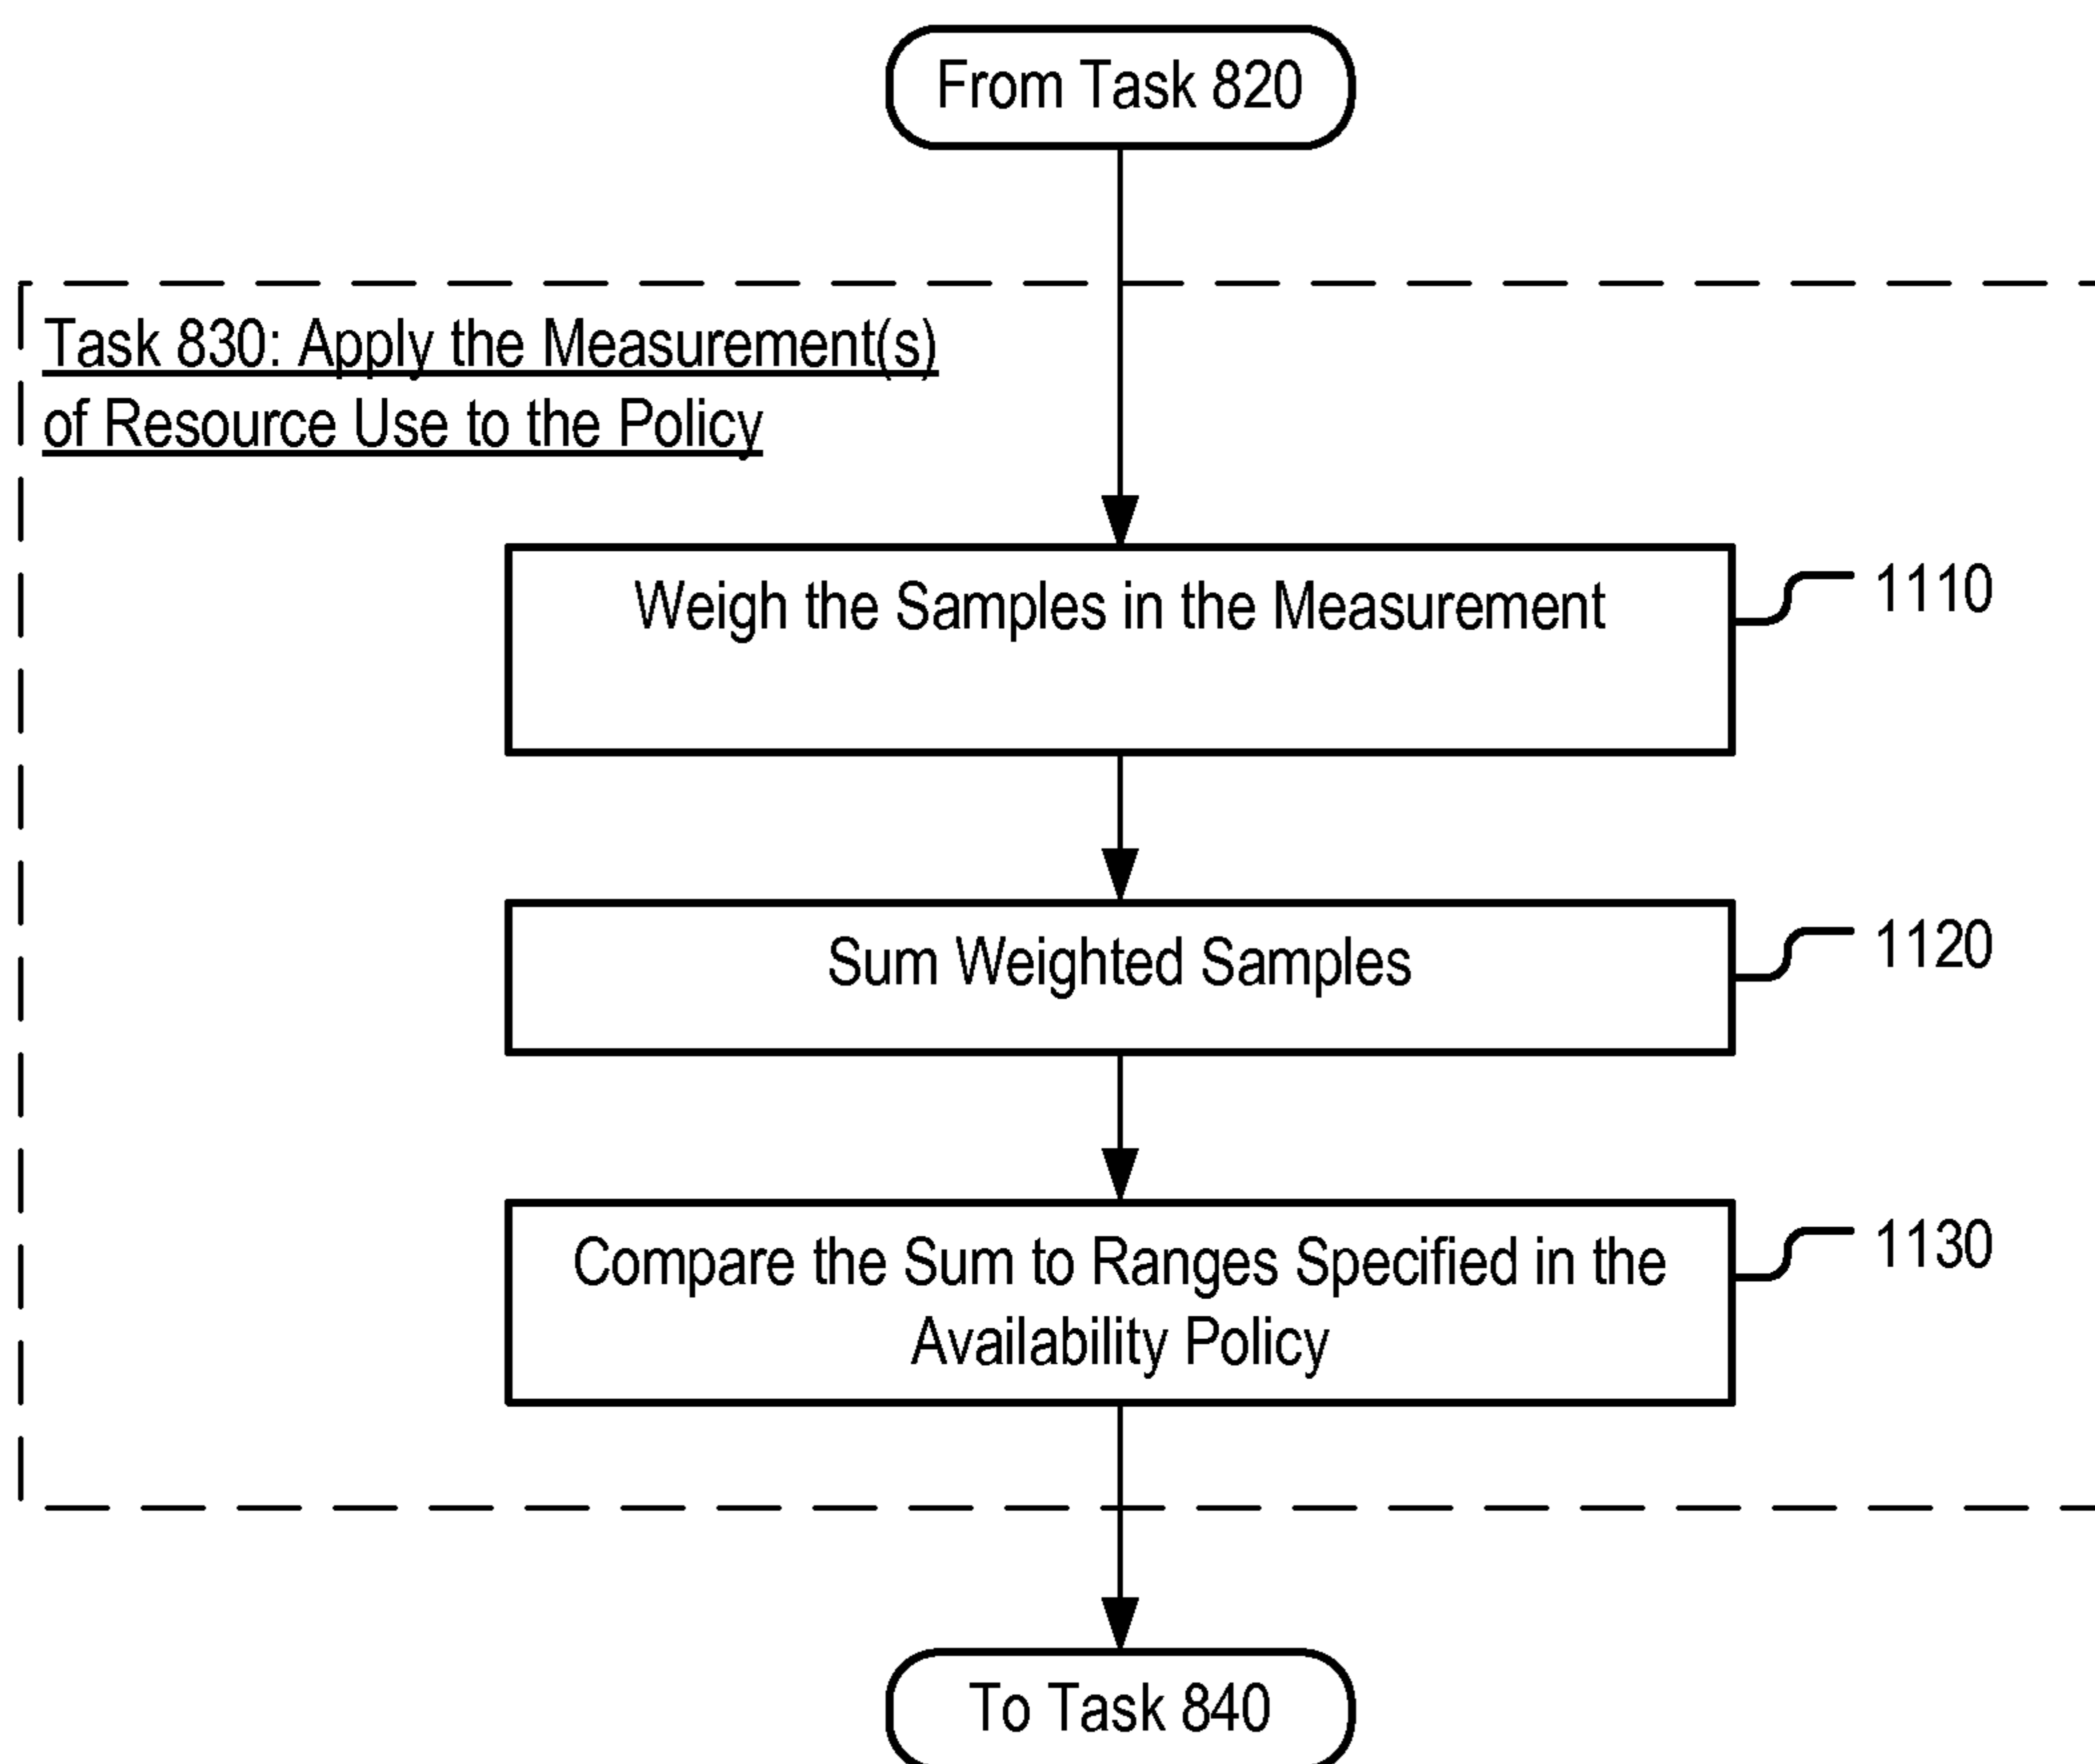 From Task 820
Task 830: Apply the Measurement(s)
of Resource Use to the Policy
Weigh the Samples in the Measurement
1110
Sum Weighted Samples
1120
Compare the Sum to Ranges Specified in the
Availability Policy
1130
To Task 840